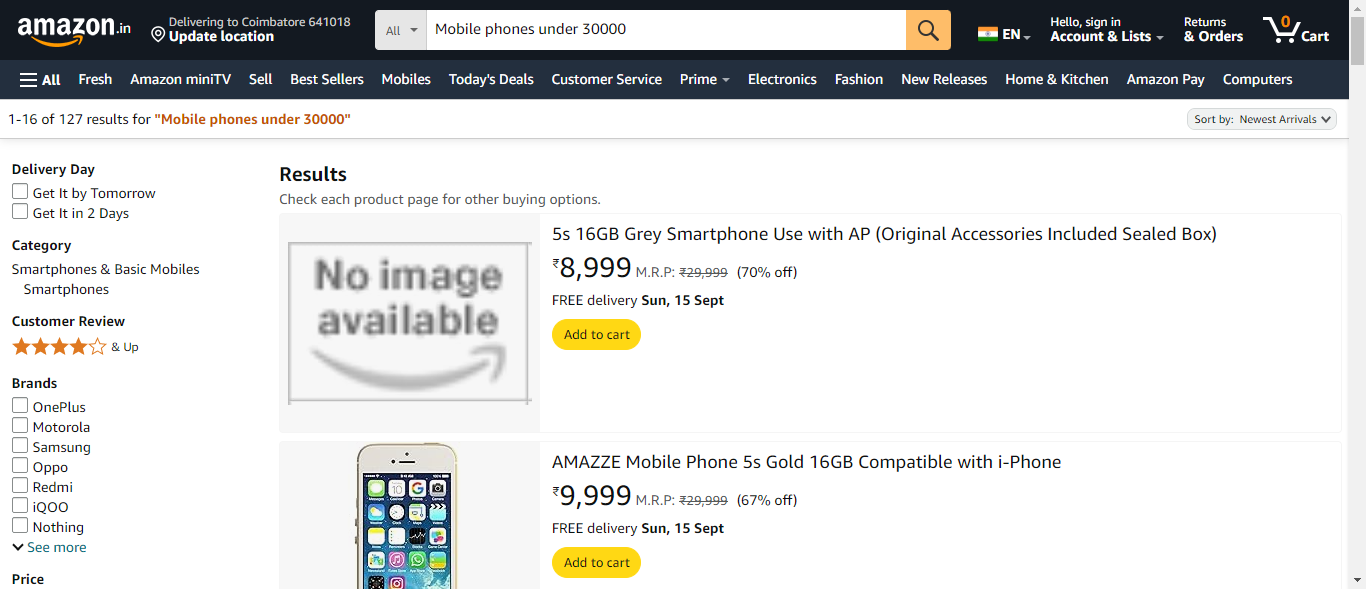 amazon.in
Delivering to Coimbatore 641018
Update location
All
Mobile phones under 30000
EN
Hello, sign in
Account & Lists
Returns
& Orders
0
Cart
All Fresh Amazon miniTV Sell Best Sellers Mobiles Today's Deals Customer Service Prime Electronics Fashion New Releases Home & Kitchen Amazon Pay Computers
1-16 of 127 results for "Mobile phones under 30000"
Sort by: Newest Arrivals
Delivery Day
Get It by Tomorrow
Get It in 2 Days
Category
Smartphones & Basic Mobiles
Smartphones
Customer Review
& Up
Brands
OnePlus
Motorola
Samsung
Oppo
Redmi
iQOO
Nothing
See more
Price
Results
Check each product page for other buying options.
No image
available
5s 16GB Grey Smartphone Use with AP (Original Accessories Included Sealed Box)
₹8,999 M.R.P: ₹29,999 (70% off)
FREE delivery Sun, 15 Sept
Add to cart
AMAZZE Mobile Phone 5s Gold 16GB Compatible with i-Phone
₹9,999 M.R.P: ₹29,999 (67% off)
FREE delivery Sun, 15 Sept
Add to cart